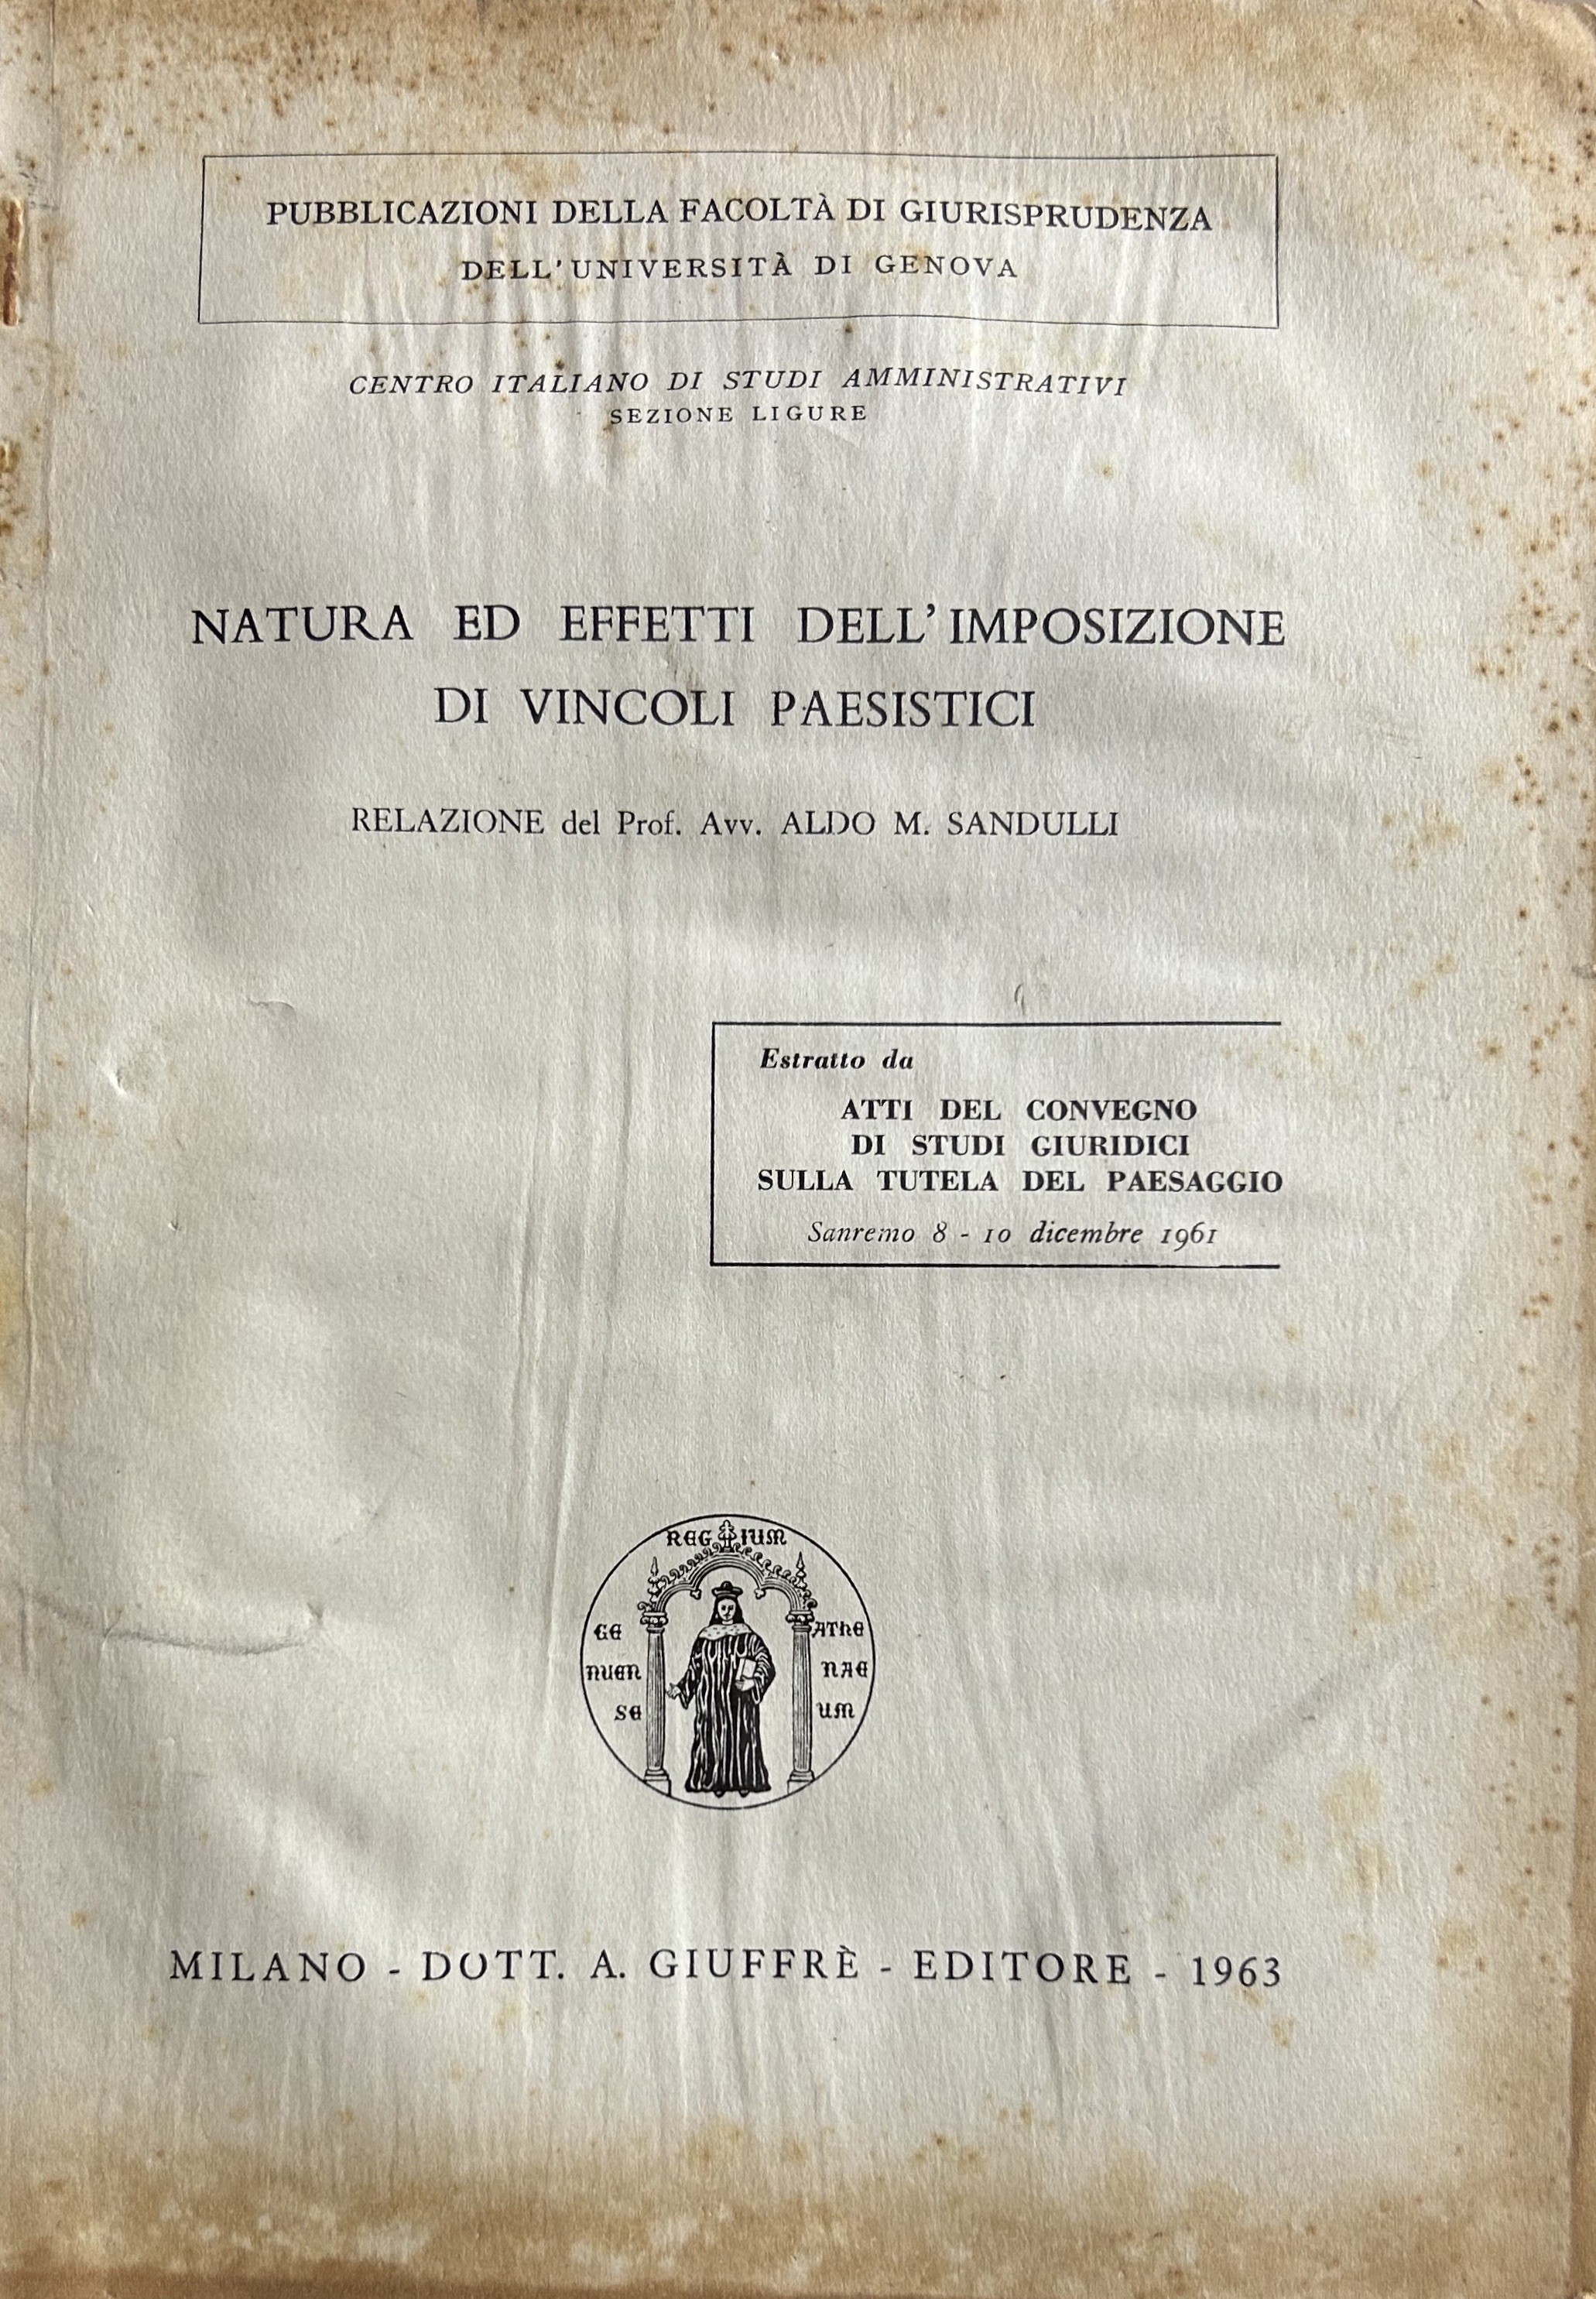 PUBBLICAZIONI DELLA FACOLTÀ DI GIURISPRUDENZA
DELL'UNIVERSITÀ DI GENOVA
CENTRO ITALIANO DI STUDI AMMINISTRATIVI
SEZIONE LIGURE
NATURA ED EFFETTI DELL'IMPOSIZIONE
DI VINCOLI PAESISTICI
RELAZIONE del Prof. Avv. ALDO M. SANDULLI
Estratto da
ATTI DEL CONVEGNO
DI STUDI GIURIDICI
SULLA TUTELA DEL PAESAGGIO
Sanremo 8 - 10 dicembre 1961
REGIUM
GE
NUEN
SE
ATHE
NAE
UM
MILANO - DOTT. A. GIUFFRÈ - EDITORE - 1963